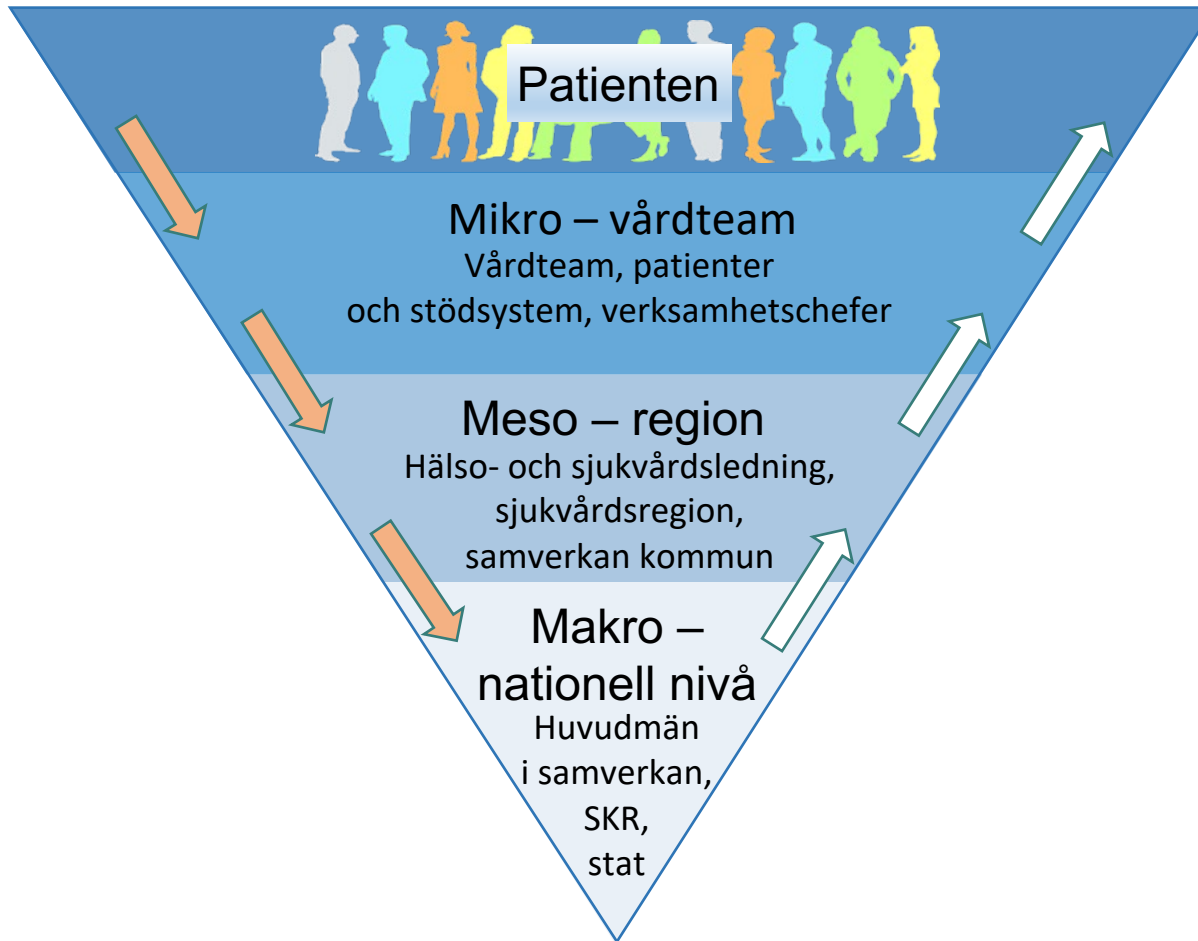 Patienten
Mikro – vårdteam
Vårdteam, patienter
och stödsystem, verksamhetschefer
Meso – region
Hälso- och sjukvårdsledning,
sjukvårdsregion,
samverkan kommun
Makro –
nationell nivå
Huvudmän
i samverkan,
SKR,
stat